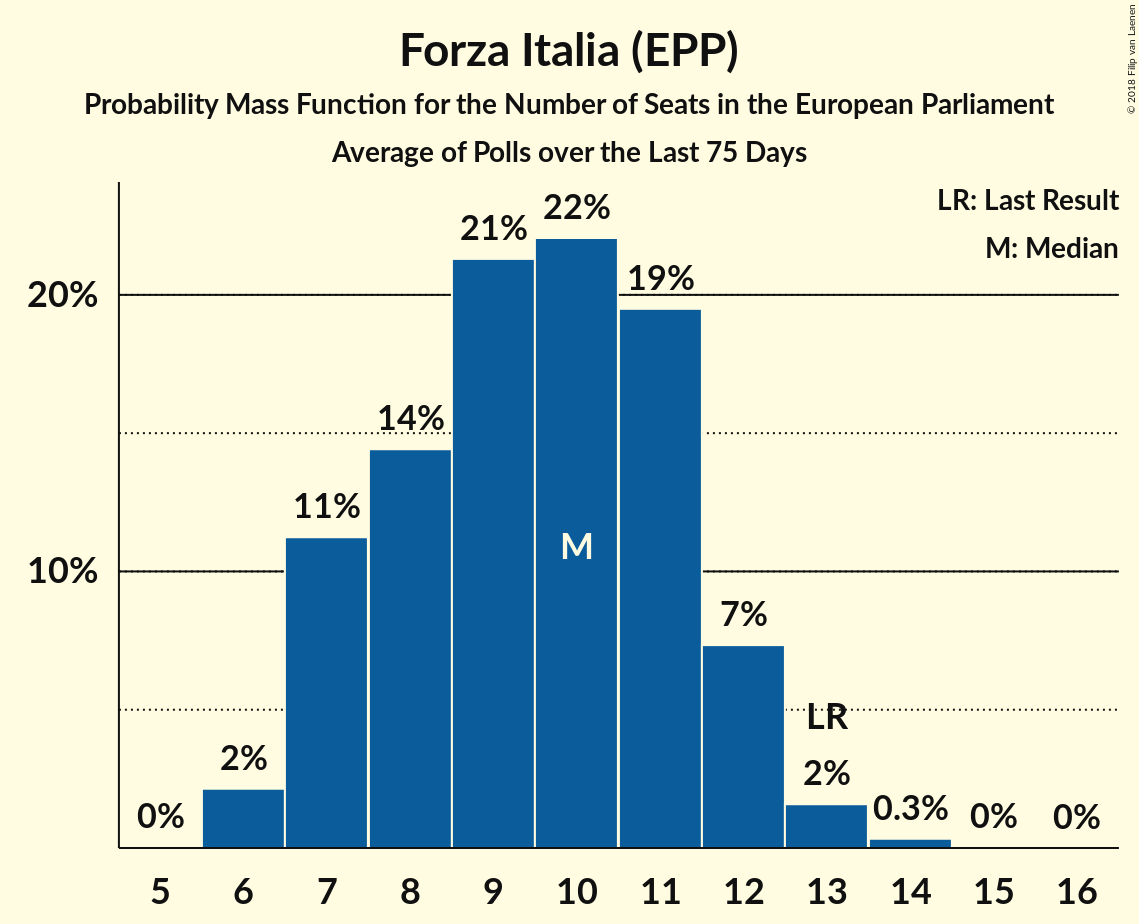 Forza Italia (EPP)
Probability Mass Function for the Number of Seats in the European Parliament
Average of Polls over the Last 75 Days
© 2018 Filip van Laenen
LR: Last Result
M: Median
20%
10%
0%
2%
11%
14%
21%
22%
19%
7%
2%
0.3%
0%
0%
M
LR
5 6 7 8 9 10 11 12 13 14 15 16